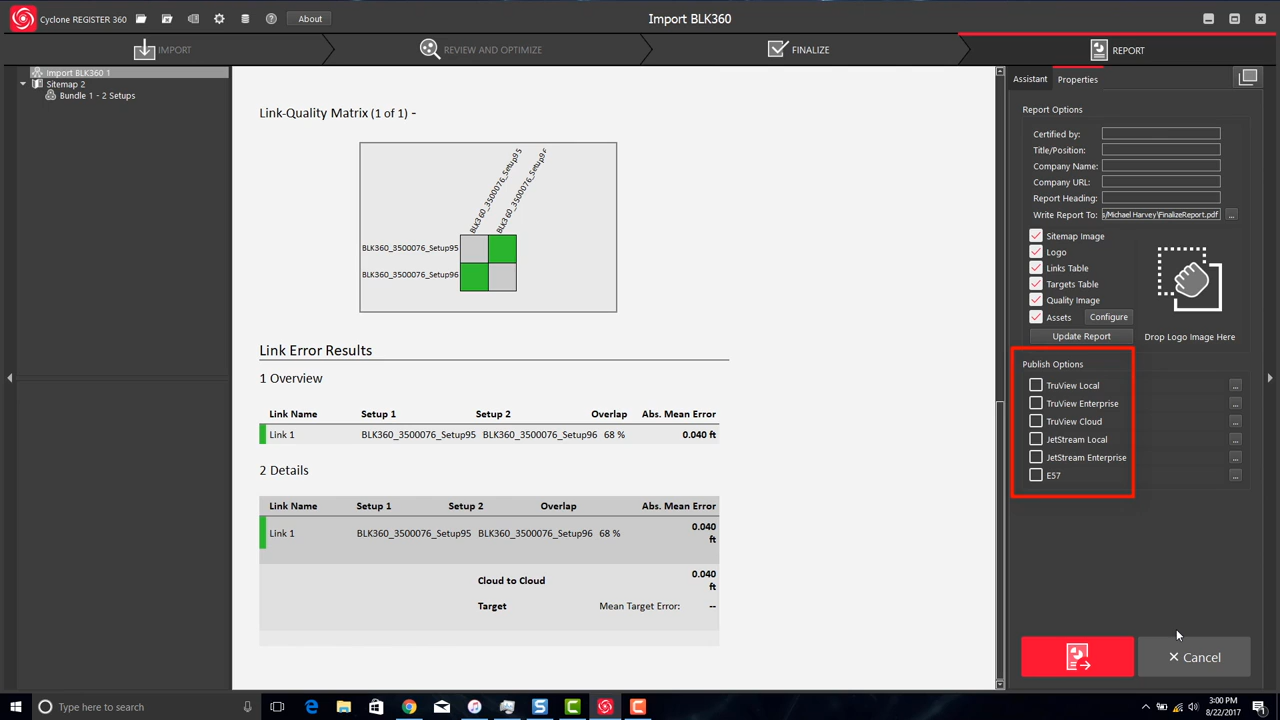 Cyclone REGISTER 360
About
Import BLK360
IMPORT
REVIEW AND OPTIMIZE
FINALIZE
REPORT
Import BLK360 1
Sitemap 2
Bundle 1 - 2 Setups
Link-Quality Matrix (1 of 1) -
BLK360_3500076_Setup95
BLK360_3500076_Setup96
BLK360_3500076_Setup95
BLK360_3500076_Setup96
Link Error Results
1 Overview
Link Name Setup 1 Setup 2 Overlap Abs. Mean Error
Link 1 BLK360_3500076_Setup95 BLK360_3500076_Setup96 68 % 0.040 ft
2 Details
Link Name Setup 1 Setup 2 Overlap Abs. Mean Error
Link 1 BLK360_3500076_Setup95 BLK360_3500076_Setup96 68 % 0.040
ft
Cloud to Cloud 0.040
ft
Target Mean Target Error: --
Assistant Properties
Report Options
Certified by:
Title/Position:
Company Name:
Company URL:
Report Heading:
Write Report To: s/Michael Harvey\FinalizeReport.pdf ...
Sitemap Image
Logo
Links Table
Targets Table
Quality Image
Assets Configure
Update Report Drop Logo Image Here
Publish Options
TruView Local ...
TruView Enterprise ...
TruView Cloud ...
JetStream Local ...
JetStream Enterprise ...
E57 ...
Cancel
Type here to search
3:00 PM
8/22/2017